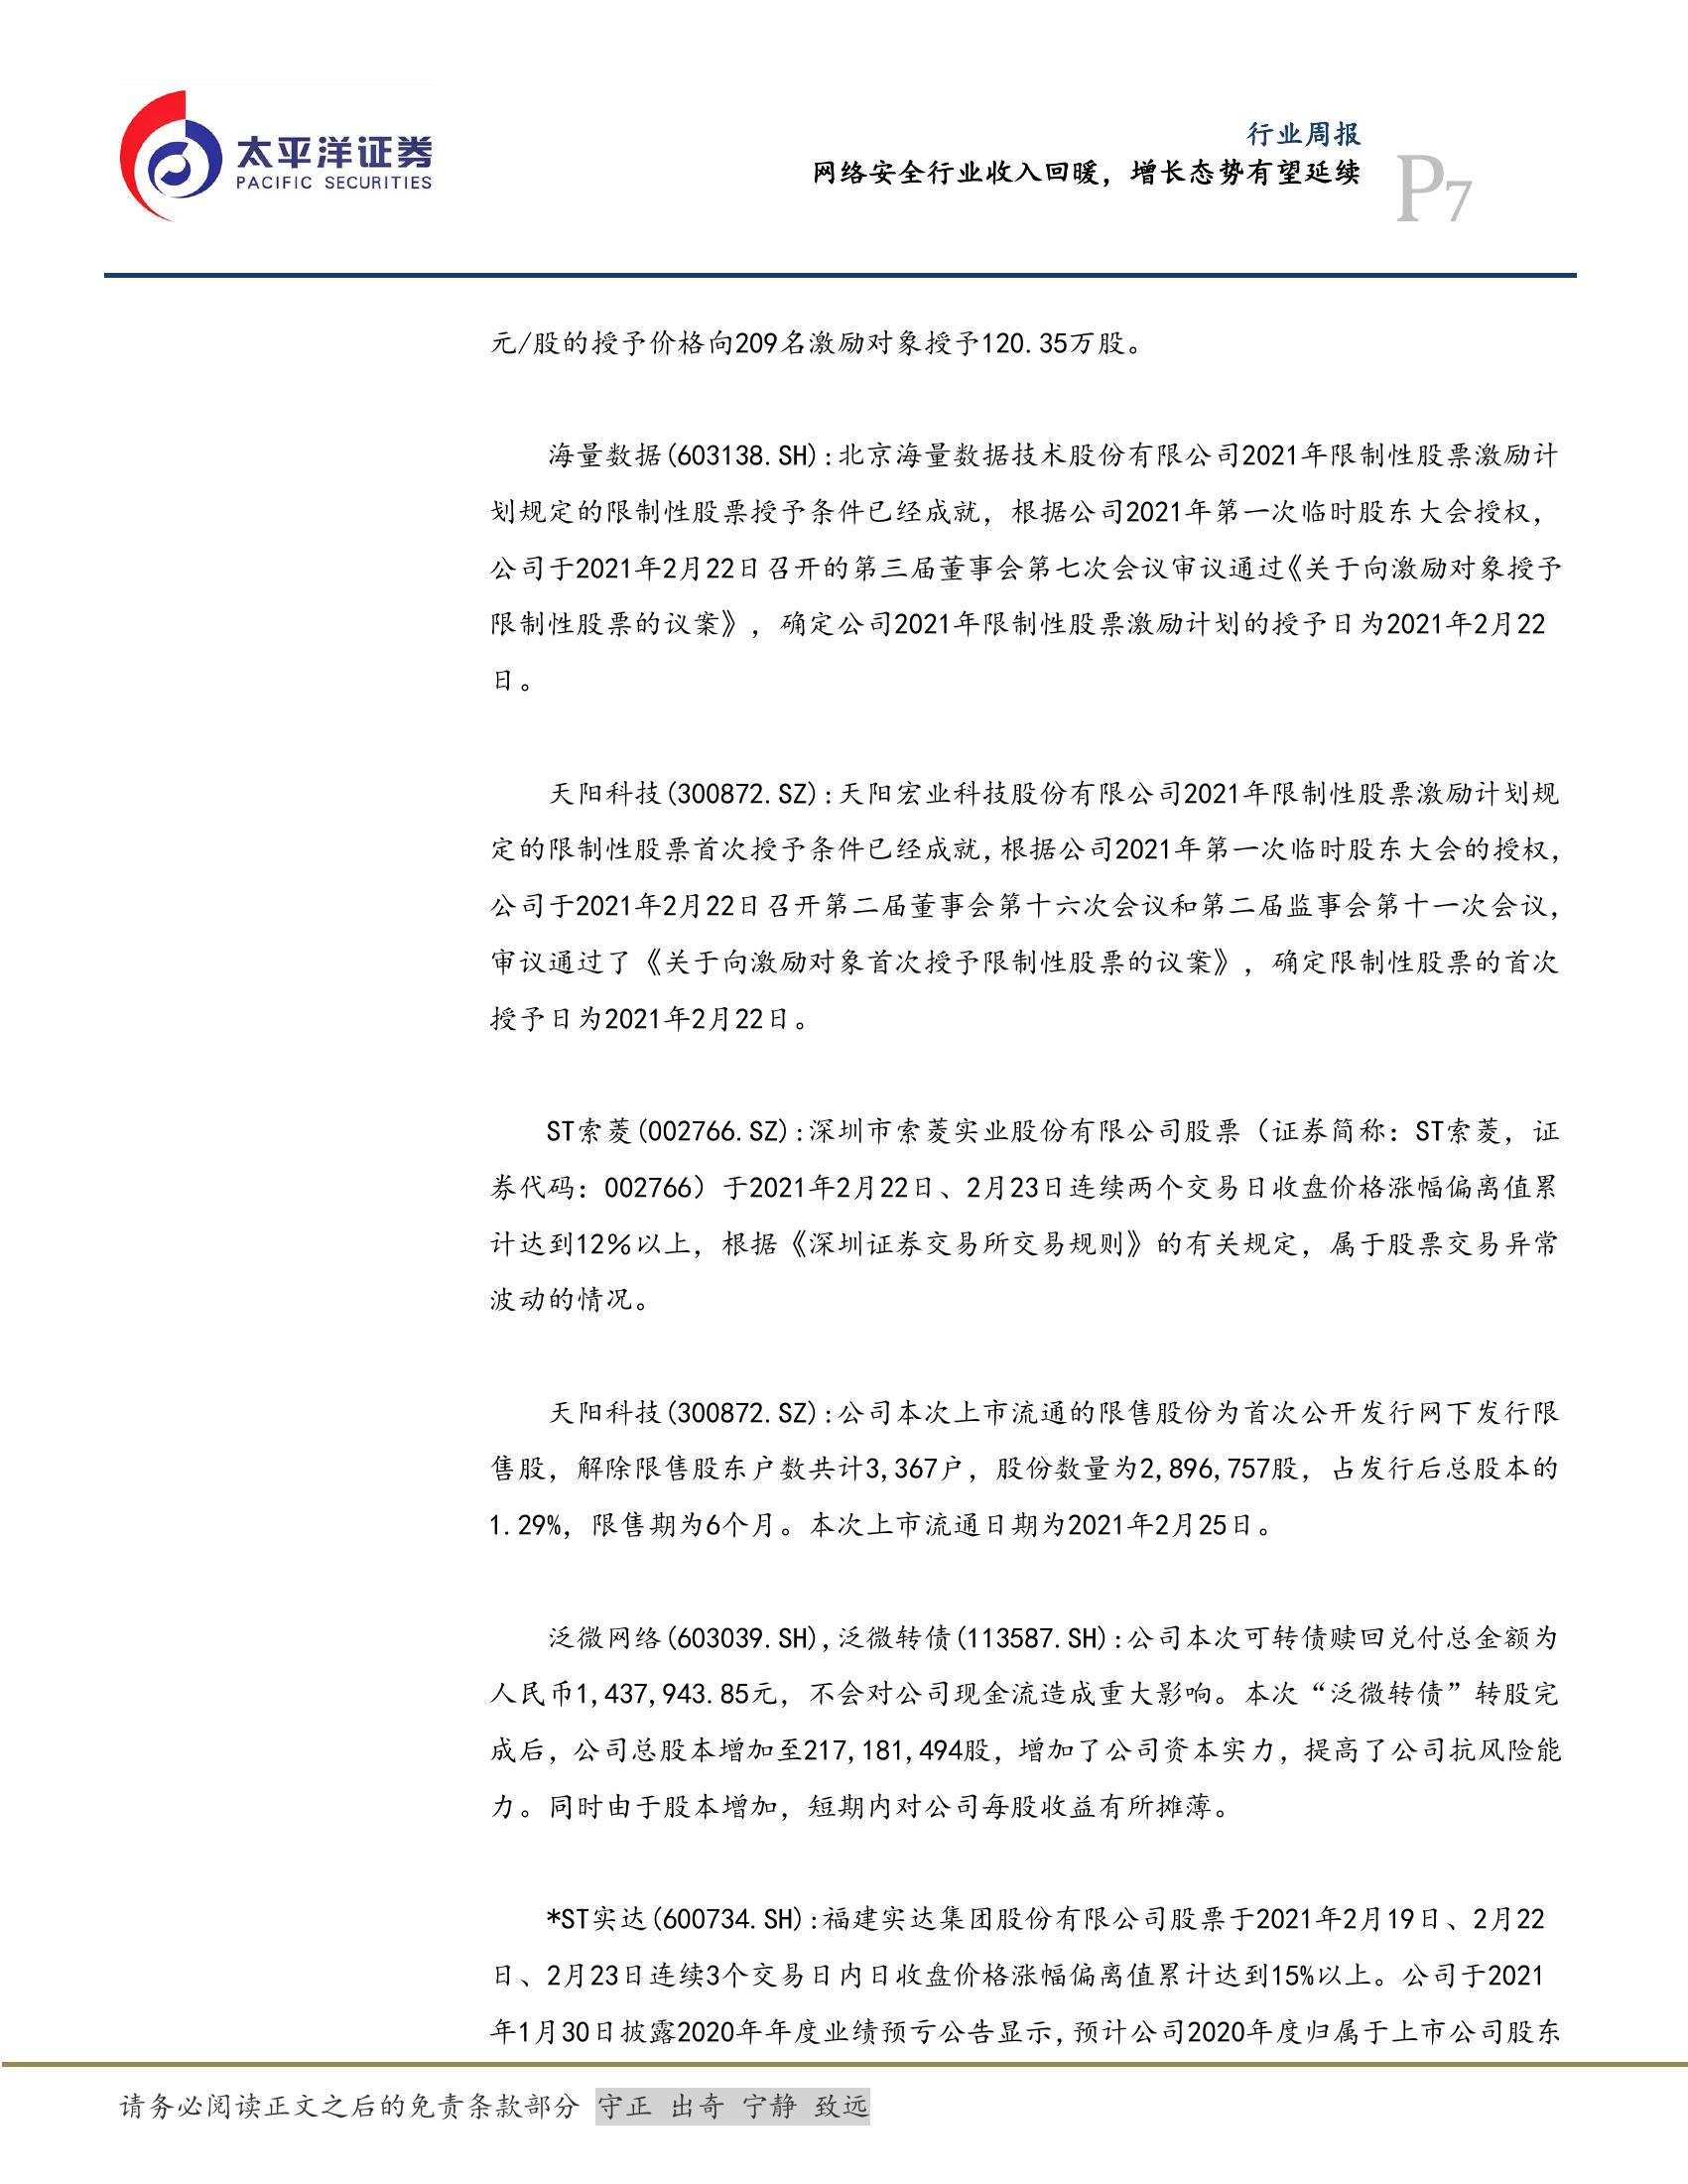 太平洋证券
PACIFIC SECURITIES
行业周报
网络安全行业收入回暖，增长态势有望延续
P7
元/股的授予价格向209名激励对象授予120.35万股。
海量数据(603138.SH):北京海量数据技术股份有限公司2021年限制性股票激励计
划规定的限制性股票授予条件已经成就，根据公司2021年第一次临时股东大会授权，
公司于2021年2月22日召开的第三届董事会第七次会议审议通过《关于向激励对象授予
限制性股票的议案》，确定公司2021年限制性股票激励计划的授予日为2021年2月22
日。
天阳科技(300872.SZ):天阳宏业科技股份有限公司2021年限制性股票激励计划规
定的限制性股票首次授予条件已经成就,根据公司2021年第一次临时股东大会的授权，
公司于2021年2月22日召开第二届董事会第十六次会议和第二届监事会第十一次会议，
审议通过了《关于向激励对象首次授予限制性股票的议案》，确定限制性股票的首次
授予日为2021年2月22日。
ST索菱(002766.SZ):深圳市索菱实业股份有限公司股票（证券简称：ST索菱，证
券代码：002766）于2021年2月22日、2月23日连续两个交易日收盘价格涨幅偏离值累
计达到12％以上，根据《深圳证券交易所交易规则》的有关规定，属于股票交易异常
波动的情况。
天阳科技(300872.SZ):公司本次上市流通的限售股份为首次公开发行网下发行限
售股，解除限售股东户数共计3,367户，股份数量为2,896,757股，占发行后总股本的
1.29%，限售期为6个月。本次上市流通日期为2021年2月25日。
泛微网络(603039.SH),泛微转债(113587.SH):公司本次可转债赎回兑付总金额为
人民币1,437,943.85元，不会对公司现金流造成重大影响。本次“泛微转债”转股完
成后，公司总股本增加至217,181,494股，增加了公司资本实力，提高了公司抗风险能
力。同时由于股本增加，短期内对公司每股收益有所摊薄。
*ST实达(600734.SH):福建实达集团股份有限公司股票于2021年2月19日、2月22
日、2月23日连续3个交易日内日收盘价格涨幅偏离值累计达到15%以上。公司于2021
年1月30日披露2020年年度业绩预亏公告显示,预计公司2020年度归属于上市公司股东
请务必阅读正文之后的免责条款部分 守正 出奇 宁静 致远